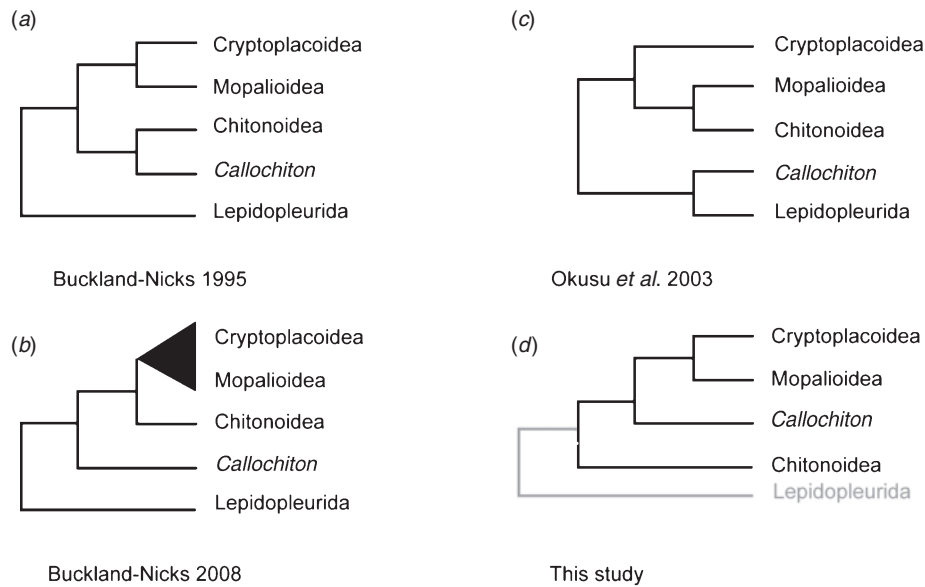 (a)
Cryptoplacoidea
Mopalioidea
Chitonoidea
Callochiton
Lepidopleurida
Buckland-Nicks 1995
(c)
Cryptoplacoidea
Mopalioidea
Chitonoidea
Callochiton
Lepidopleurida
Okusu et al. 2003
(b)
Cryptoplacoidea
Mopalioidea
Chitonoidea
Callochiton
Lepidopleurida
Buckland-Nicks 2008
(d)
Cryptoplacoidea
Mopalioidea
Callochiton
Chitonoidea
Lepidopleurida
This study